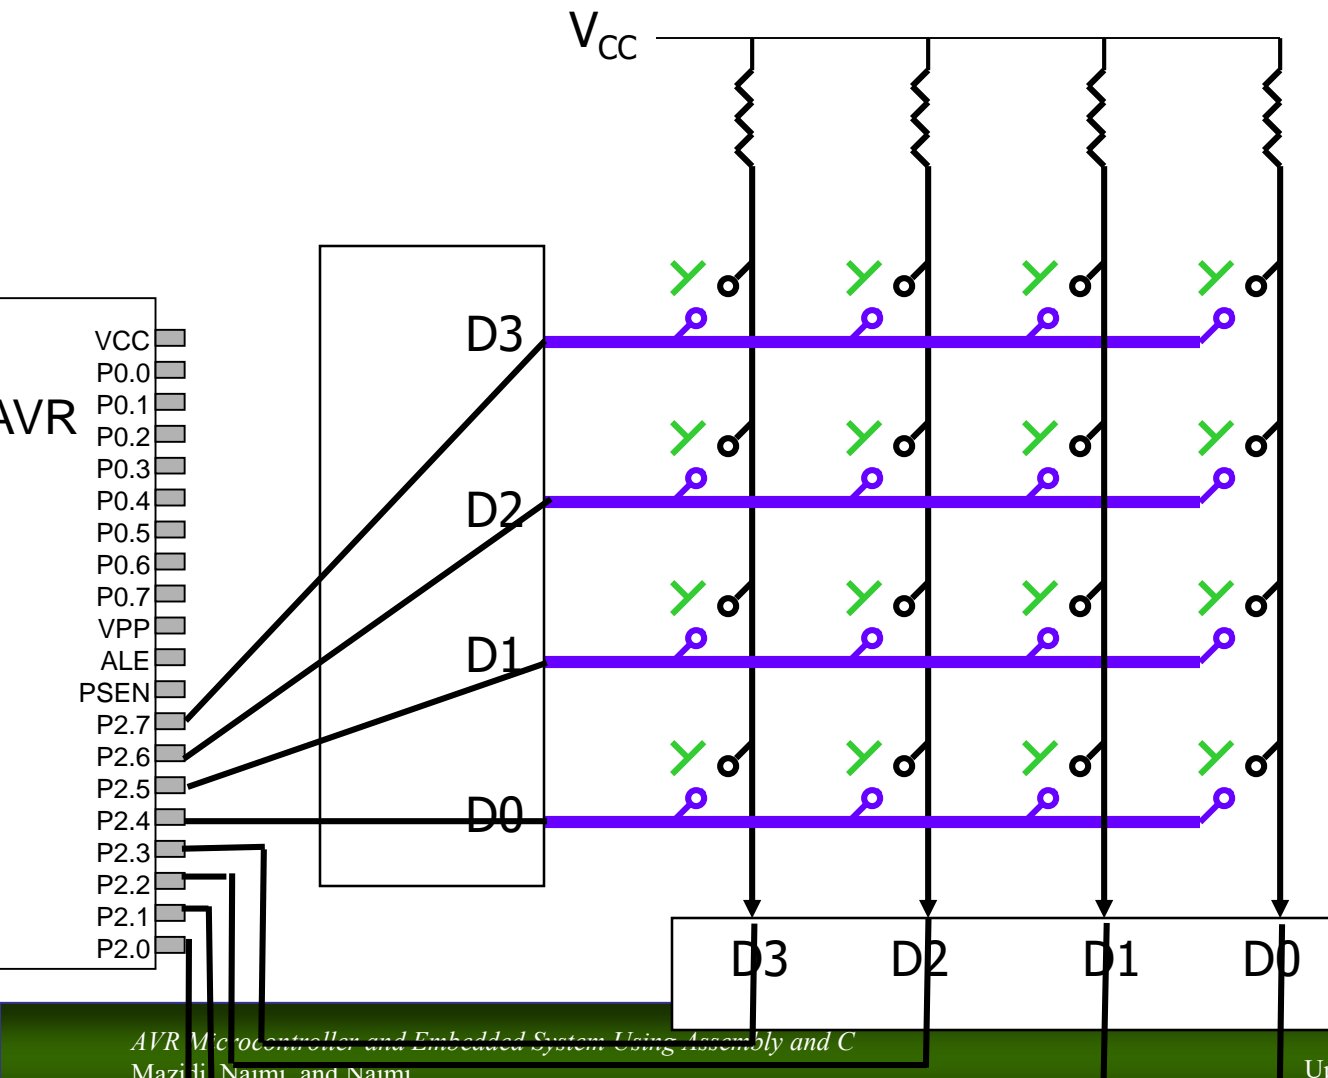 VCC
D3
D2
D1
D0
AVR
VCC
P0.0
P0.1
P0.2
P0.3
P0.4
P0.5
P0.6
P0.7
VPP
ALE
PSEN
P2.7
P2.6
P2.5
P2.4
P2.3
P2.2
P2.1
P2.0
D3 D2 D1 D0
AVR Microcontroller and Embedded System Using Assembly and C
Mazidi, Naimi, and Naimi